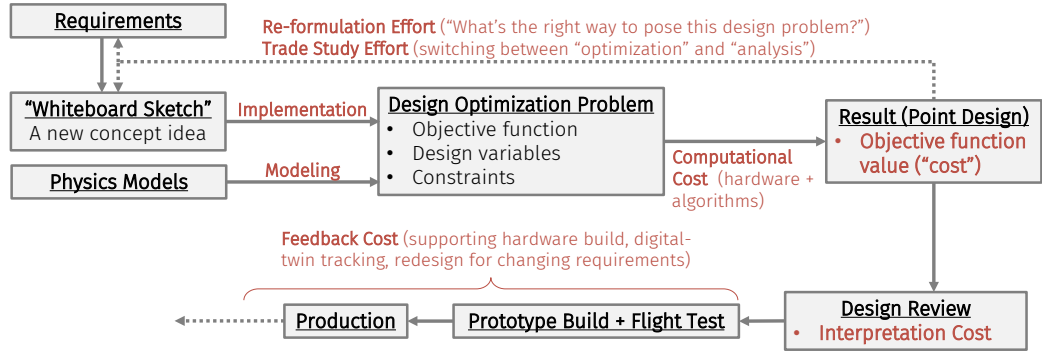 Requirements
Re-formulation Effort (“What's the right way to pose this design problem?”)
Trade Study Effort (switching between “optimization” and “analysis”)
“Whiteboard Sketch”
A new concept idea
Implementation
Physics Models
Modeling
Design Optimization Problem
• Objective function
• Design variables
• Constraints
Computational
Cost (hardware +
algorithms)
Result (Point Design)
• Objective function
value (“cost”)
Feedback Cost (supporting hardware build, digital-
twin tracking, redesign for changing requirements)
Production
Prototype Build + Flight Test
Design Review
• Interpretation Cost